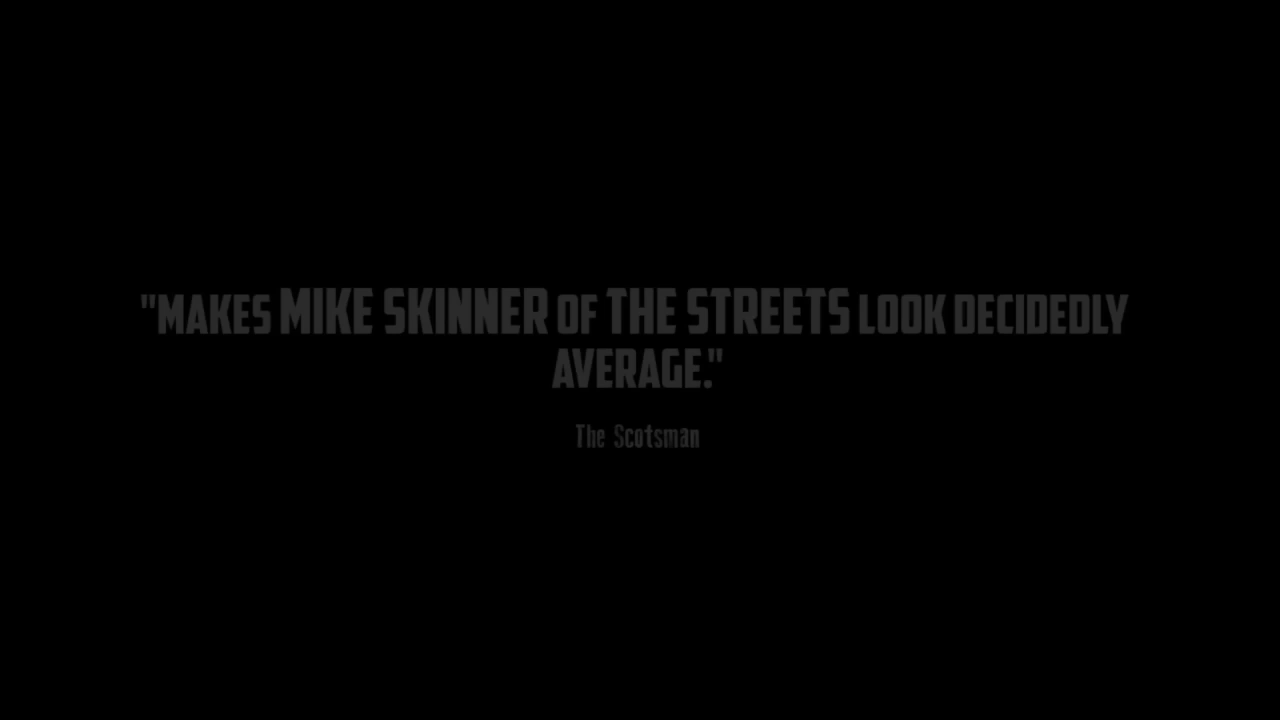 "MAKES MIKE SKINNER OF THE STREETS LOOK DECIDEDLY
AVERAGE."
The Scotsman